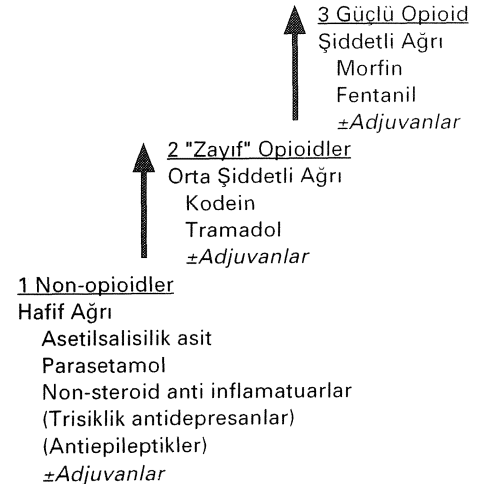 3 Güçlü Opioid
Şiddetli Ağrı
Morfin
Fentanil
±Adjuvanlar
2 "Zayıf" Opioidler
Orta Şiddetli Ağrı
Kodein
Tramadol
±Adjuvanlar
1 Non-opioidler
Hafif Ağrı
Asetilsalisilik asit
Parasetamol
Non-steroid anti inflamatuarlar
(Trisiklik antidepresanlar)
(Antiepileptikler)
±Adjuvanlar